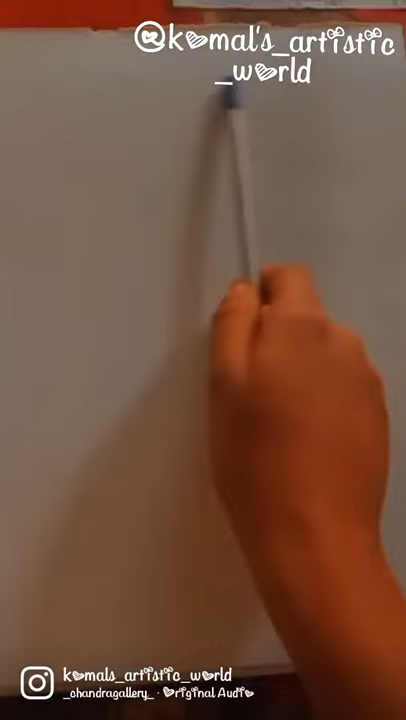 @komal's_artistic
_world
komals_artistic_world
_chandragallery_ · Original Audio